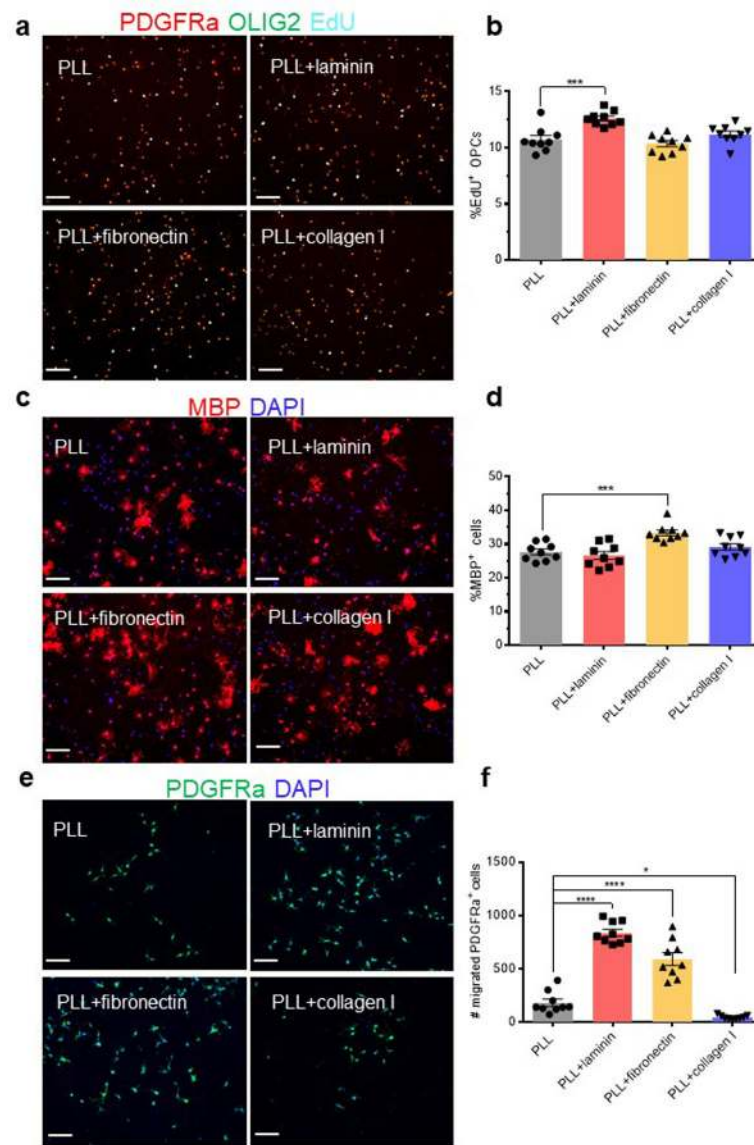 a
PDGFRa OLIG2 EdU
PLL
PLL+laminin
PLL+fibronectin
PLL+collagen I
b
***
15
10
5
0
%EdU+ OPCs
PLL
PLL+laminin
PLL+fibronectin
PLL+collagen I
c
MBP DAPI
PLL
PLL+laminin
PLL+fibronectin
PLL+collagen I
d
***
50
40
30
20
10
0
%MBP+ cells
PLL
PLL+laminin
PLL+fibronectin
PLL+collagen I
e
PDGFRa DAPI
PLL
PLL+laminin
PLL+fibronectin
PLL+collagen I
f
*
****
****
1500
1000
500
0
# migrated PDGFRa+ cells
PLL
PLL+laminin
PLL+fibronectin
PLL+collagen I